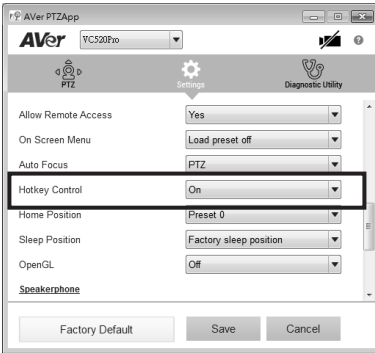 AVer PTZApp
AVer VC520Pro
PTZ Settings Diagnostic Utility
Allow Remote Access Yes
On Screen Menu Load preset off
Auto Focus PTZ
Hotkey Control On
Home Position Preset 0
Sleep Position Factory sleep position
OpenGL Off
Speakerphone
Factory Default Save Cancel